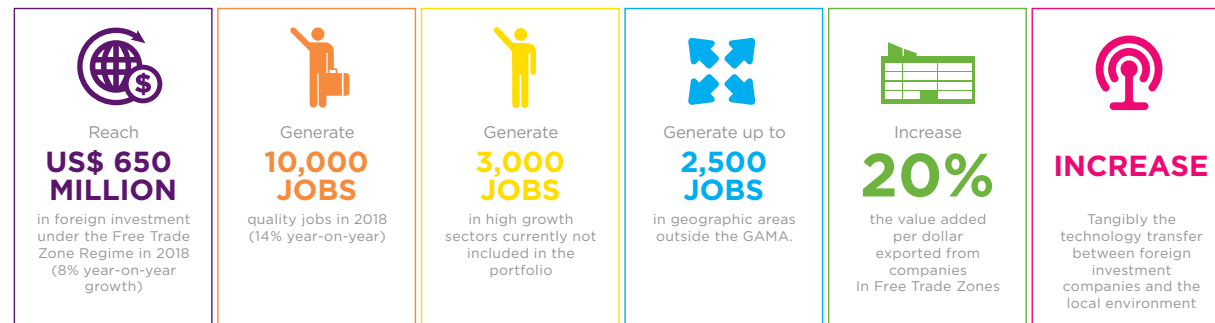 $
Reach
US$ 650
MILLION
in foreign investment
under the Free Trade
Zone Regime in 2018
(8% year-on-year
growth)
Generate
10,000
JOBS
quality jobs in 2018
(14% year-on-year)
Generate
3,000
JOBS
in high growth
sectors currently not
included in the
portfolio
Generate up to
2,500
JOBS
in geographic areas
outside the GAMA.
Increase
20%
the value added
per dollar
exported from
companies
In Free Trade Zones
INCREASE
Tangibly the
technology transfer
between foreign
investment
companies and the
local environment